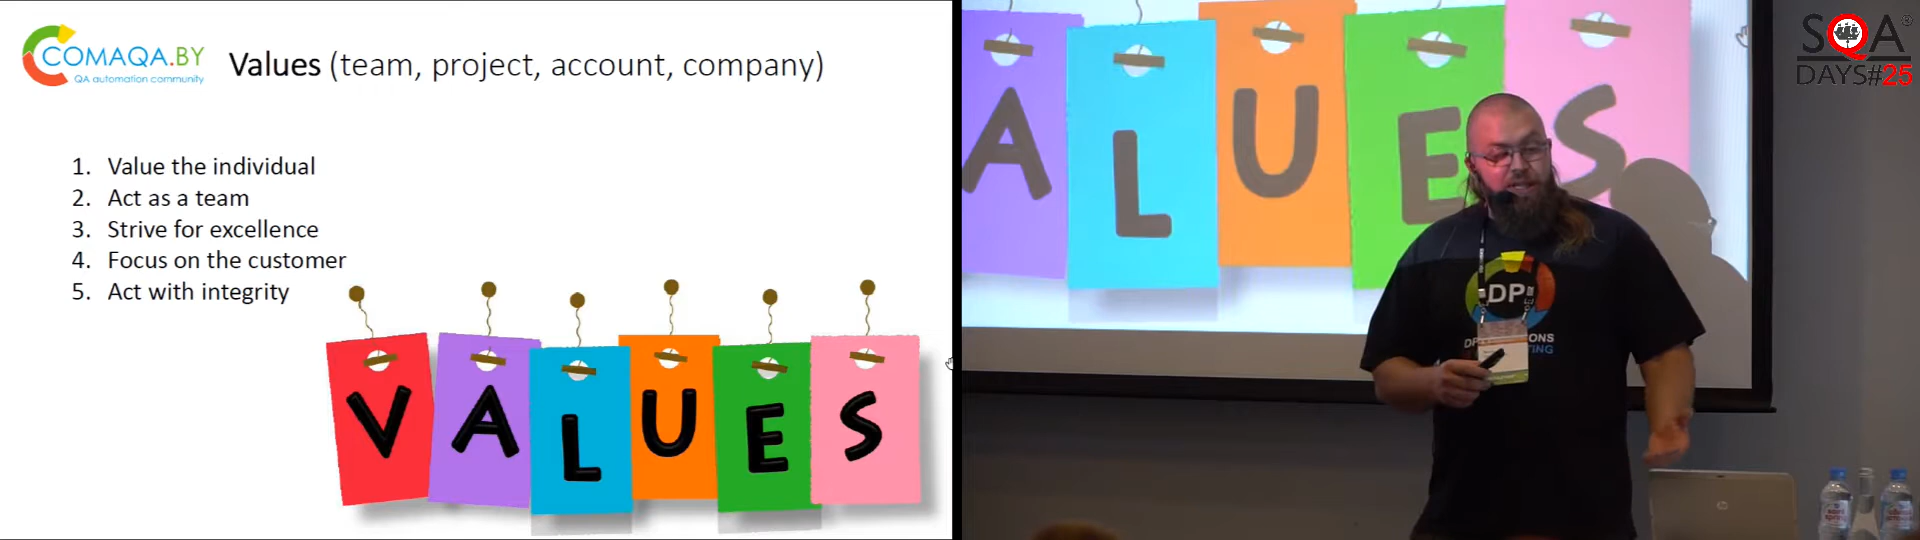 COMAQA.BY
QA automation community
Values (team, project, account, company)
1. Value the individual
2. Act as a team
3. Strive for excellence
4. Focus on the customer
5. Act with integrity
VALUES
ALUES
SQA®
DAYS#25
DP
hp